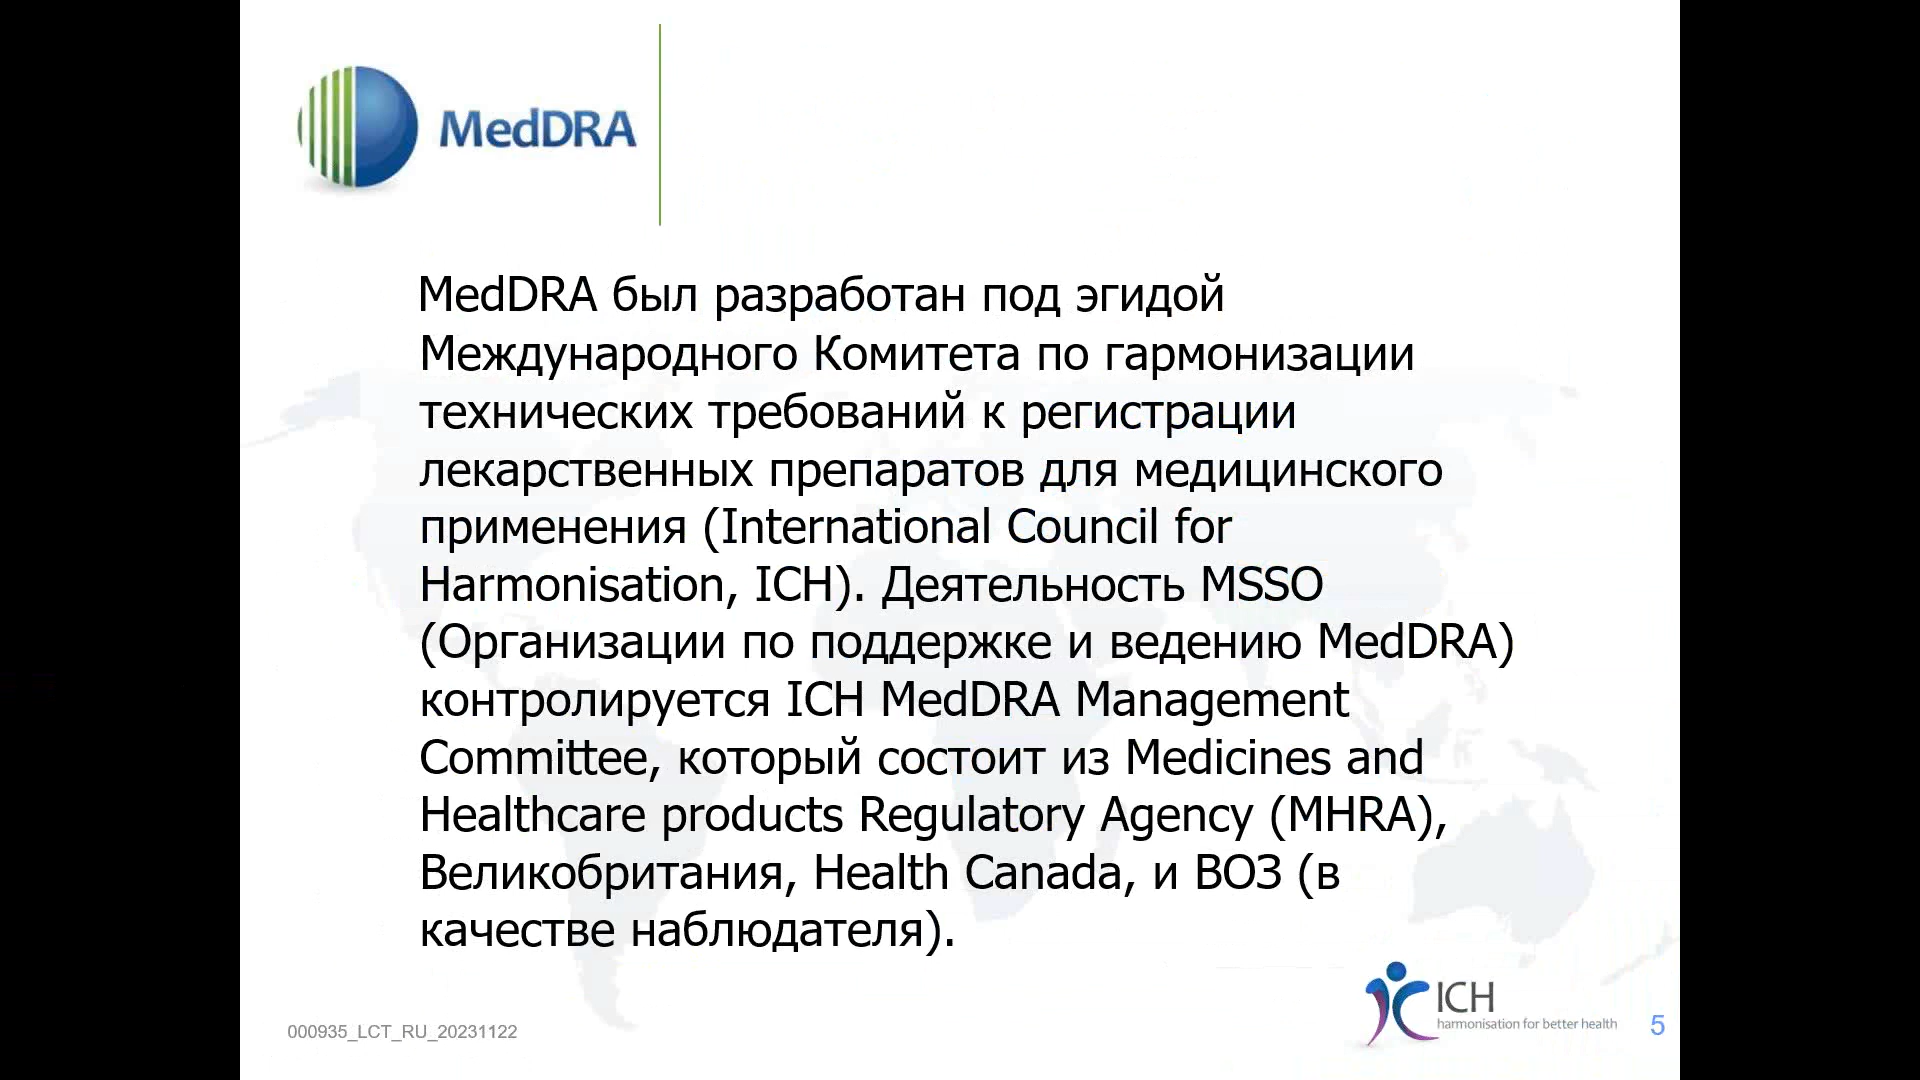 MedDRA
MedDRA был разработан под эгидой
Международного Комитета по гармонизации
технических требований к регистрации
лекарственных препаратов для медицинского
применения (International Council for
Harmonisation, ICH). Деятельность MSSO
(Организации по поддержке и ведению MedDRA)
контролируется ICH MedDRA Management
Committee, который состоит из Medicines and
Healthcare products Regulatory Agency (MHRA),
Великобритания, Health Canada, и ВОЗ (в
качестве наблюдателя).
ICH
harmonisation for better health
000935_LCT_RU_20231122
5